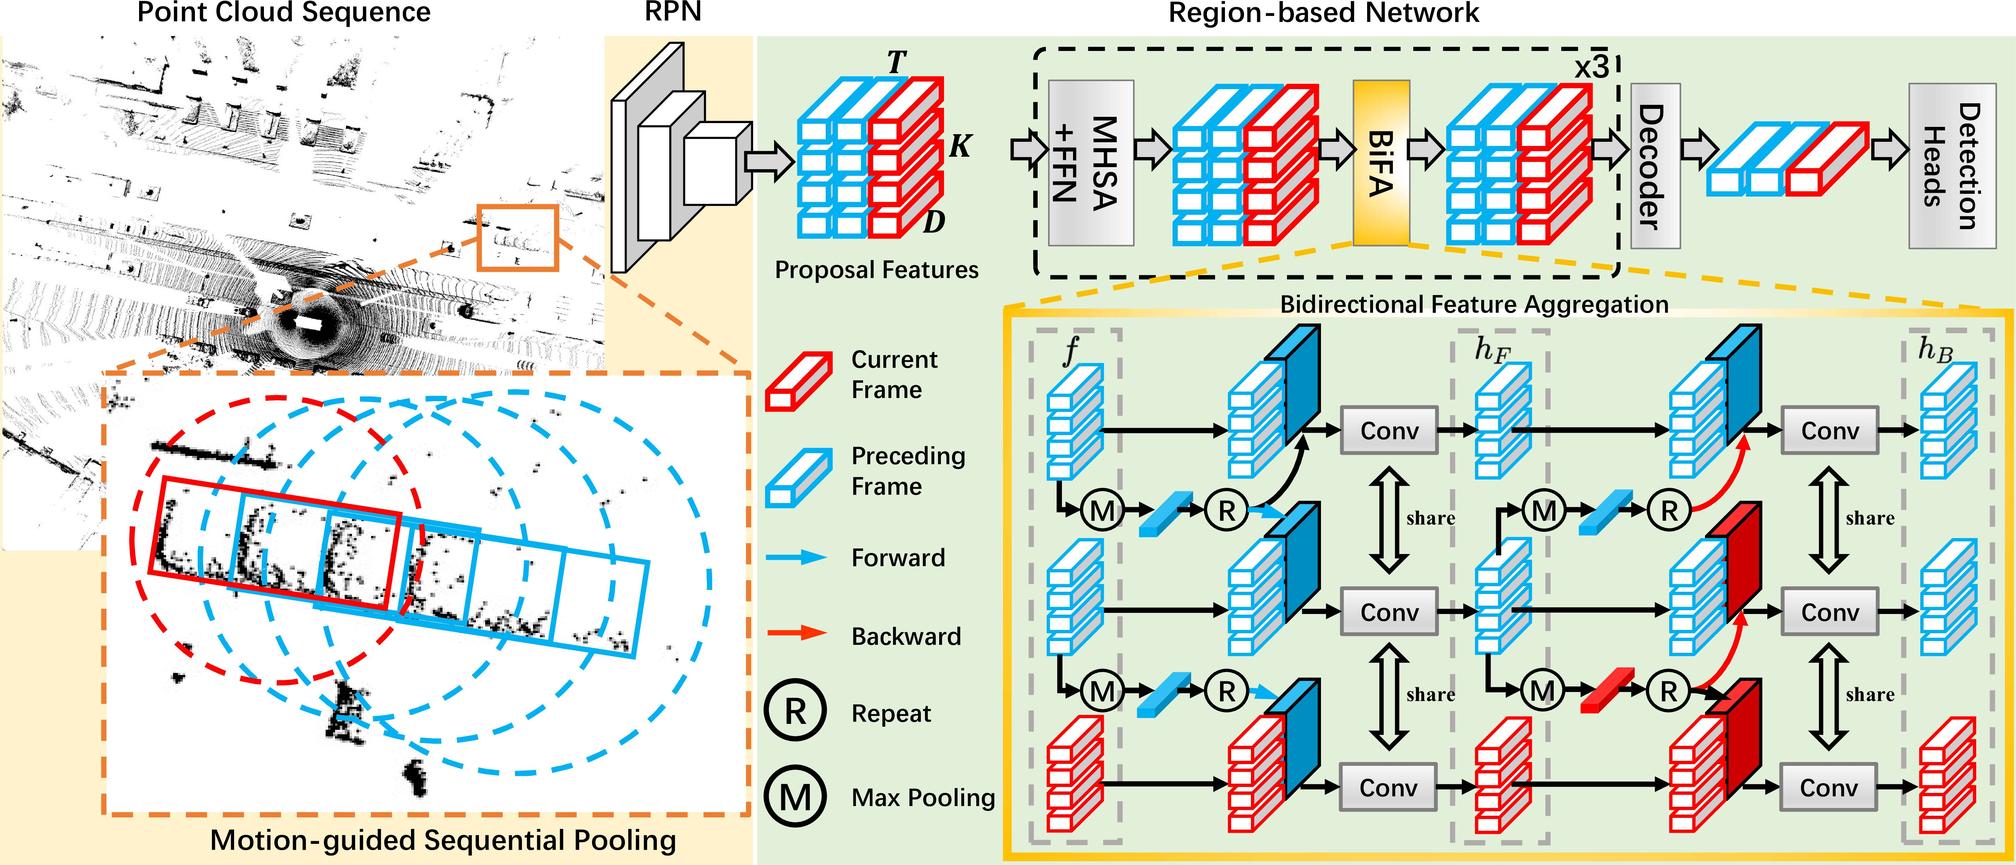 Point Cloud Sequence
RPN
Region-based Network
T
K
D
Proposal Features
MHSA
+FFN
BiFA
x3
Decoder
Detection
Heads
Bidirectional Feature Aggregation
Current
Frame
Preceding
Frame
Forward
Backward
R Repeat
M Max Pooling
Motion-guided Sequential Pooling
f
h_F
h_B
Conv
Conv
M
R
M
R
share
share
Conv
Conv
M
R
M
R
share
share
Conv
Conv